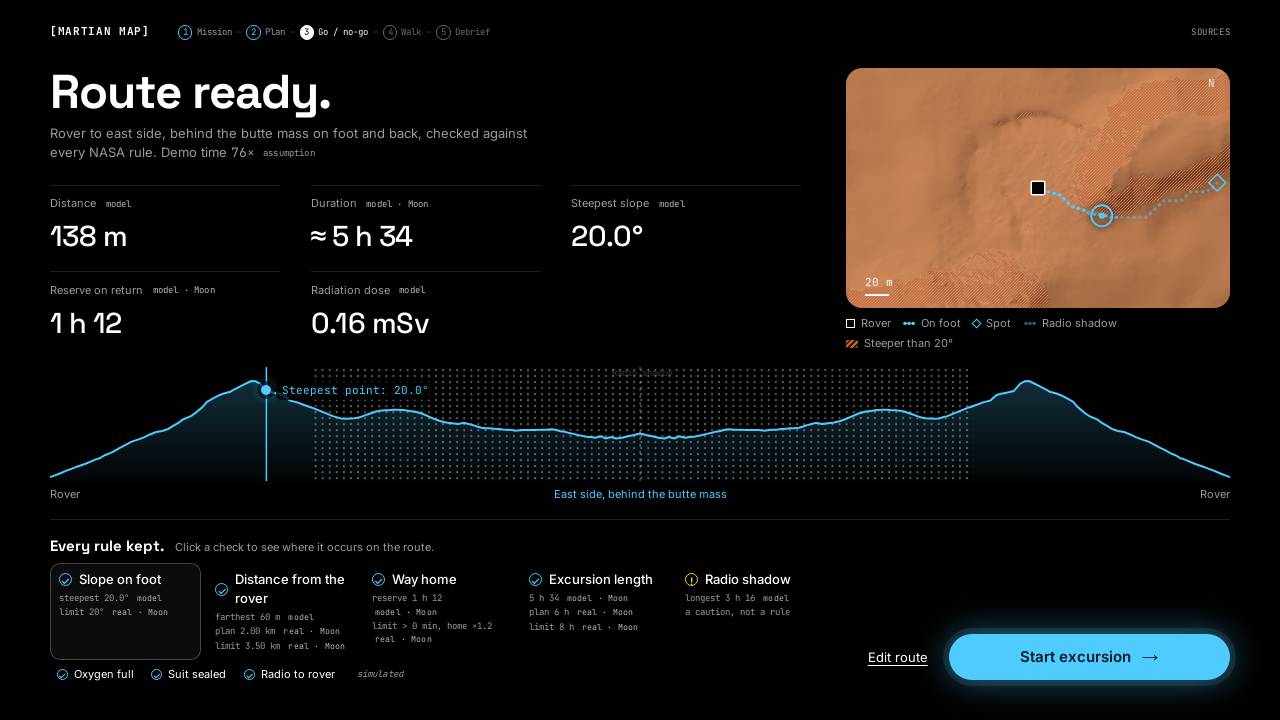 [MARTIAN MAP]
1 Mission – 2 Plan – 3 Go / no-go – 4 Walk – 5 Debrief
SOURCES
Route ready.
Rover to east side, behind the butte mass on foot and back, checked against
every NASA rule. Demo time 76× assumption
Distance model
138 m
Duration model · Moon
≈ 5 h 34
Steepest slope model
20.0°
Reserve on return model · Moon
1 h 12
Radiation dose model
0.16 mSv
N
20 m
Rover On foot Spot Radio shadow
Steeper than 20°
Steepest point: 20.0°
Rover
East side, behind the butte mass
Rover
Every rule kept. Click a check to see where it occurs on the route.
Slope on foot
steepest 20.0° model
limit 20° real · Moon
Distance from the
rover
farthest 60 m model
plan 2.00 km real · Moon
limit 3.50 km real · Moon
Way home
reserve 1 h 12
model · Moon
limit > 0 min, home ×1.2
real · Moon
Excursion length
5 h 34 model · Moon
plan 6 h real · Moon
limit 8 h real · Moon
Radio shadow
longest 3 h 16 model
a caution, not a rule
Oxygen full Suit sealed Radio to rover simulated
Edit route
Start excursion →